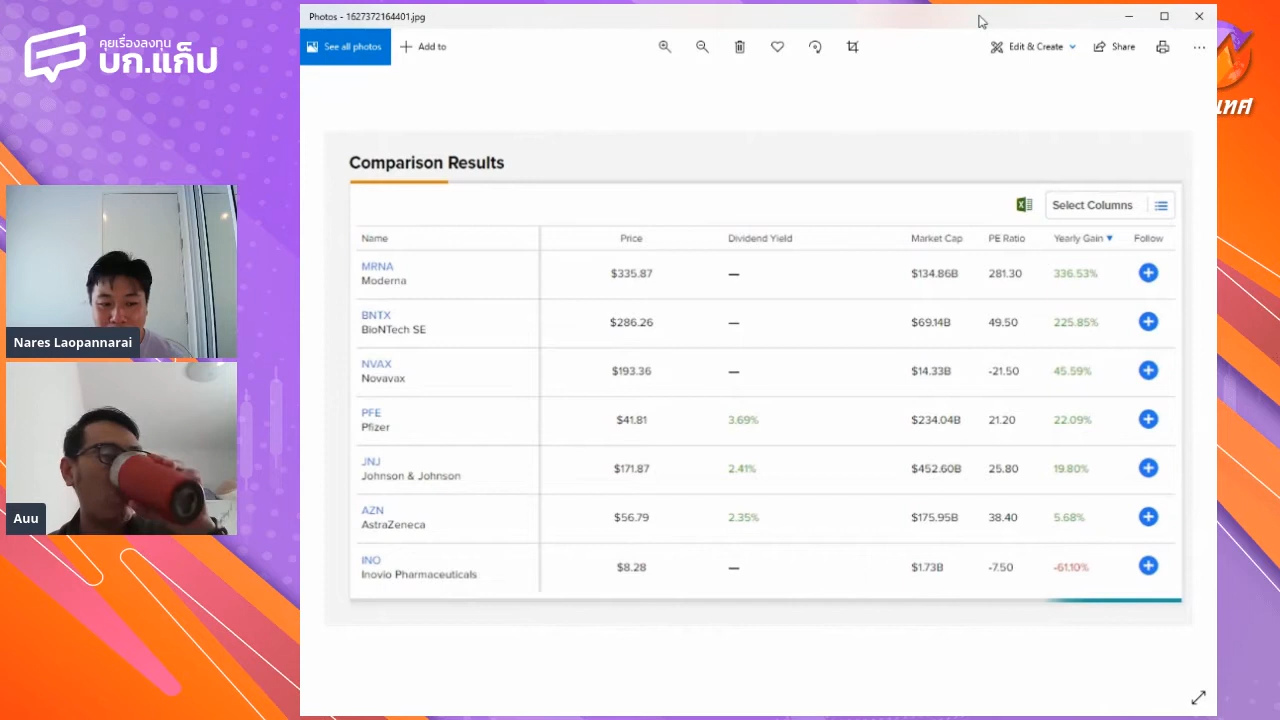 Photos - 1627372164401.jpg
See all photos
Add to
Edit & Create
Share
คุยเรื่องลงทุน
บก.แก็ป
Comparison Results
Select Columns
Name Price Dividend Yield Market Cap PE Ratio Yearly Gain Follow
MRNA
Moderna
$335.87 — $134.86B 281.30 336.53%
BNTX
BioNTech SE
$286.26 — $69.14B 49.50 225.85%
NVAX
Novavax
$193.36 — $14.33B -21.50 45.59%
PFE
Pfizer
$41.81 3.69% $234.04B 21.20 22.09%
JNJ
Johnson & Johnson
$171.87 2.41% $452.60B 25.80 19.80%
AZN
AstraZeneca
$56.79 2.35% $175.95B 38.40 5.68%
INO
Inovio Pharmaceuticals
$8.28 — $1.73B -7.50 -61.10%
Nares Laopannarai
Auu